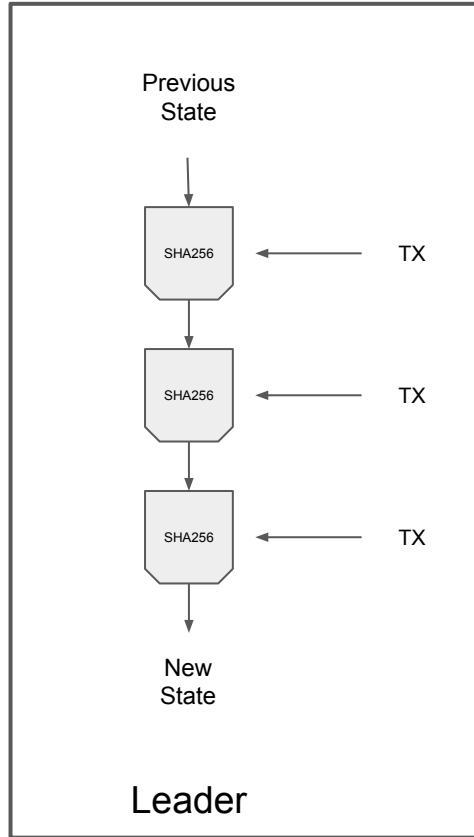 Previous
State
SHA256
TX
SHA256
TX
SHA256
TX
New
State
Leader